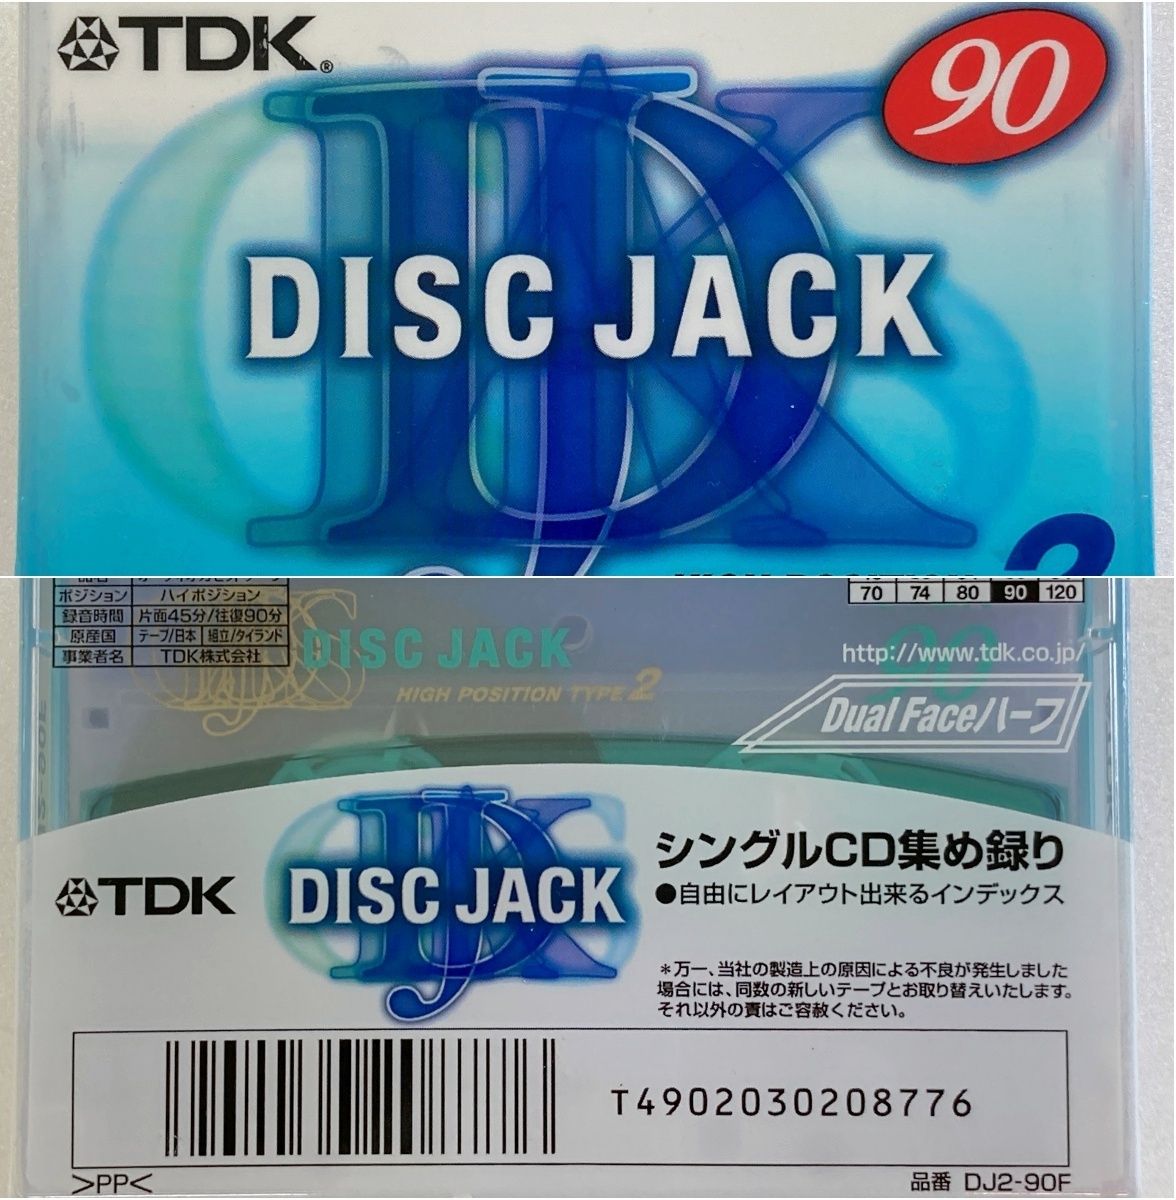 TDK®
90
DISC JACK
ポジション ハイポジション
録音時間 片面45分/往復90分
原産国 テープ/日本 組立/タイランド
事業者名 TDK株式会社
70 74 80 90 120
DISC JACK
90
HIGH POSITION TYPE 2
http://www.tdk.co.jp/
Dual Faceハーフ
TDK
DISC JACK
シングルCD集め録り
●自由にレイアウト出来るインデックス
*万一、当社の製造上の原因による不良が発生しました
場合には、同数の新しいテープとお取り替えいたします。
それ以外の責はご容赦ください。
T4902030208776
>PP<
品番 DJ2-90F